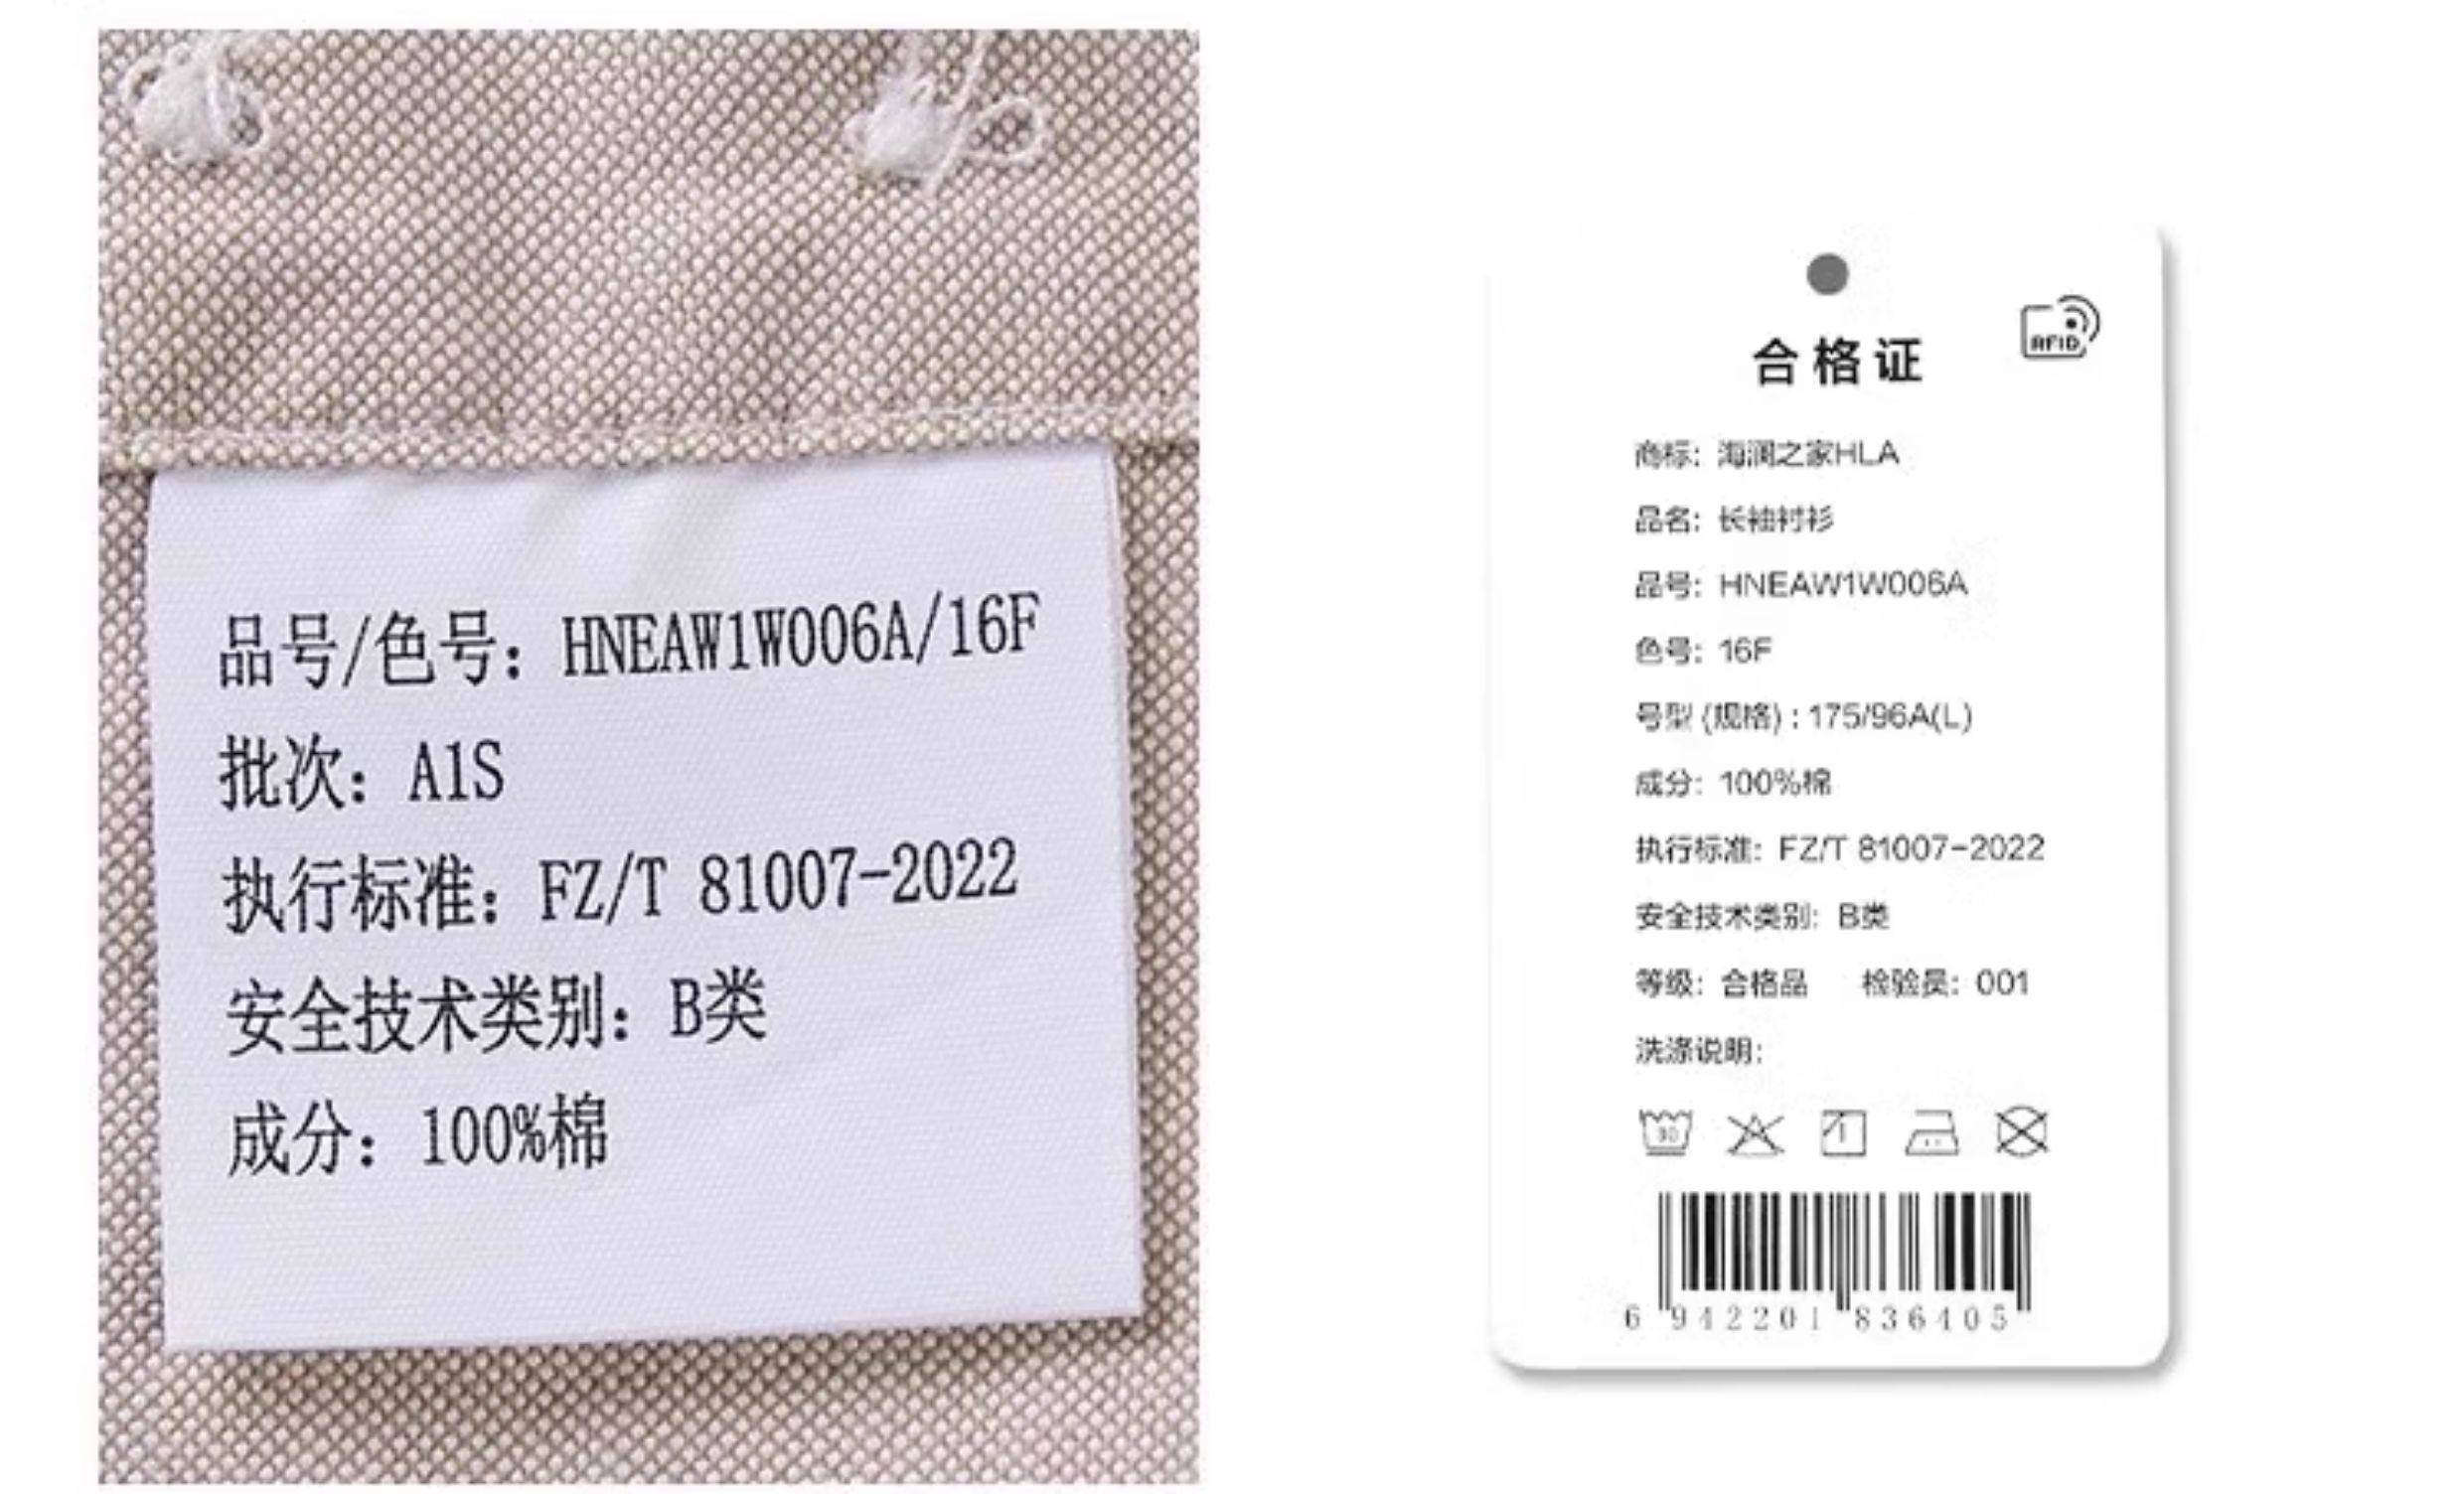 品号/色号：HNEAW1W006A/16F
批次：A1S
执行标准：FZ/T 81007-2022
安全技术类别：B类
成分：100%棉
RFID
合格证
商标：海澜之家HLA
品名：长袖衬衫
品号：HNEAW1W006A
色号：16F
号型(规格)：175/96A(L)
成分：100%棉
执行标准：FZ/T 81007-2022
安全技术类别：B类
等级：合格品 检验员：001
洗涤说明：
30
6 942201 836405